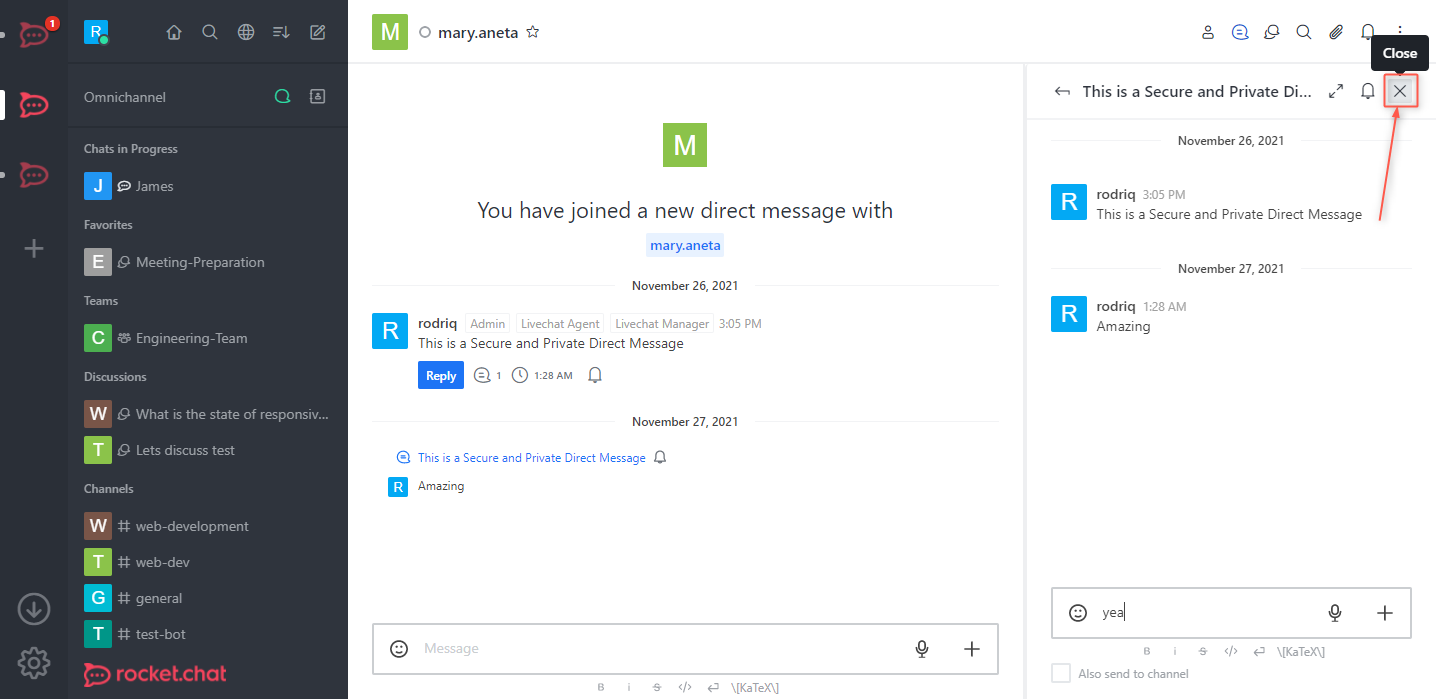 1
R
Omnichannel
Chats in Progress
J James
Favorites
E Meeting-Preparation
Teams
C Engineering-Team
Discussions
W What is the state of responsiv...
T Lets discuss test
Channels
W web-development
T web-dev
G general
T test-bot
rocket.chat
M mary.aneta
M
You have joined a new direct message with
mary.aneta
November 26, 2021
R rodriq Admin Livechat Agent Livechat Manager 3:05 PM
This is a Secure and Private Direct Message
Reply 1 1:28 AM
November 27, 2021
This is a Secure and Private Direct Message
R Amazing
Message
B i S </> \[KaTeX\]
Close
This is a Secure and Private Di...
November 26, 2021
R rodriq 3:05 PM
This is a Secure and Private Direct Message
November 27, 2021
R rodriq 1:28 AM
Amazing
yea
B i S </> \[KaTeX\]
Also send to channel